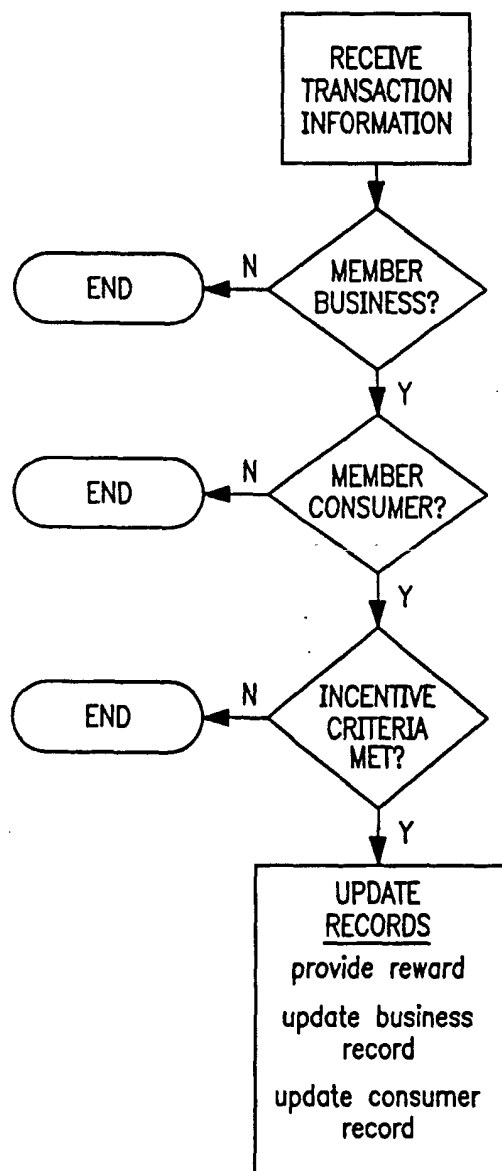 RECEIVE
TRANSACTION
INFORMATION
N
END
MEMBER
BUSINESS?
Y
N
END
MEMBER
CONSUMER?
Y
N
END
INCENTIVE
CRITERIA
MET?
Y
UPDATE
RECORDS
provide reward
update business
record
update consumer
record